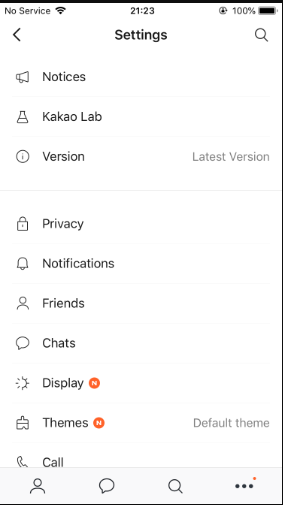 No Service 21:23 100%
Settings
Notices
Kakao Lab
Version Latest Version
Privacy
Notifications
Friends
Chats
Display N
Themes N Default theme
Call